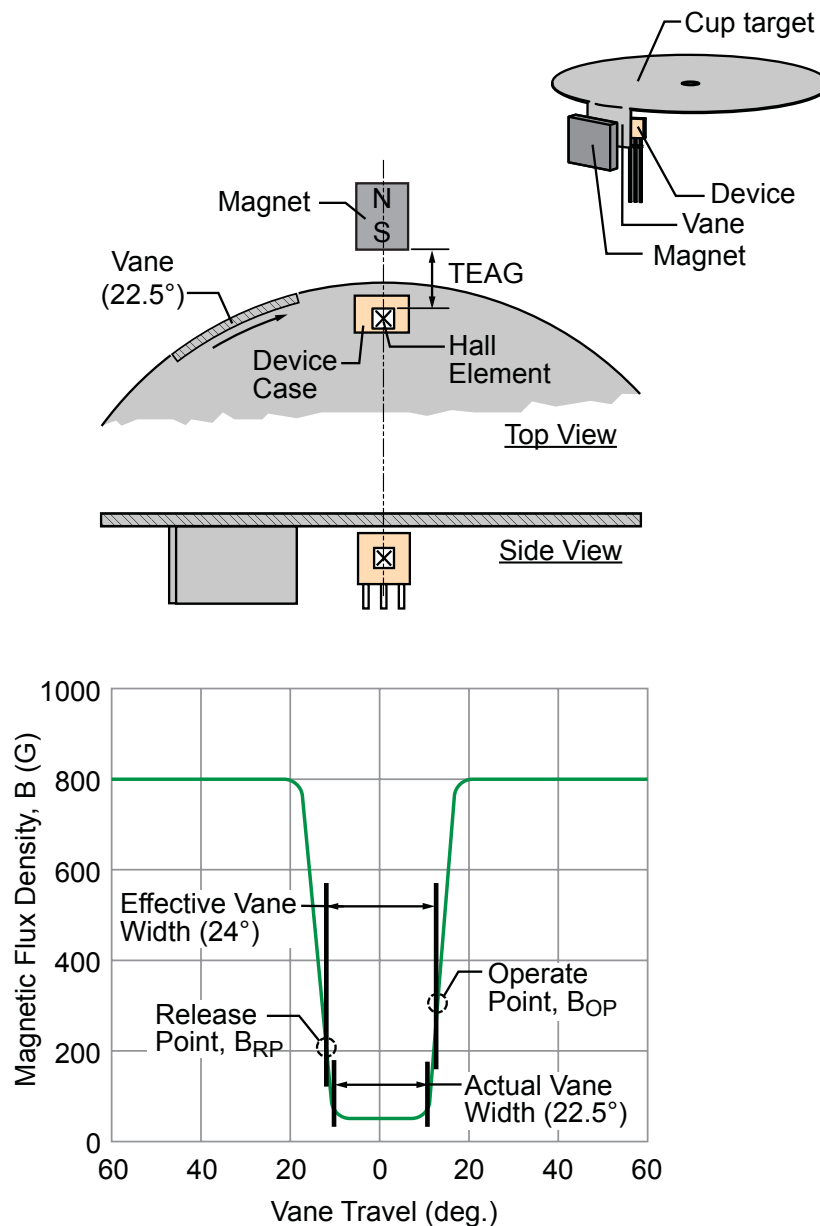 Cup target
Device
Vane
Magnet
Magnet
N
S
TEAG
Vane
(22.5°)
Device
Case
Hall
Element
Top View
Side View
Magnetic Flux Density, B (G)
1000
800
600
400
200
0
Effective Vane
Width (24°)
Operate
Point, BOP
Release
Point, BRP
Actual Vane
Width (22.5°)
60 40 20 0 20 40 60
Vane Travel (deg.)